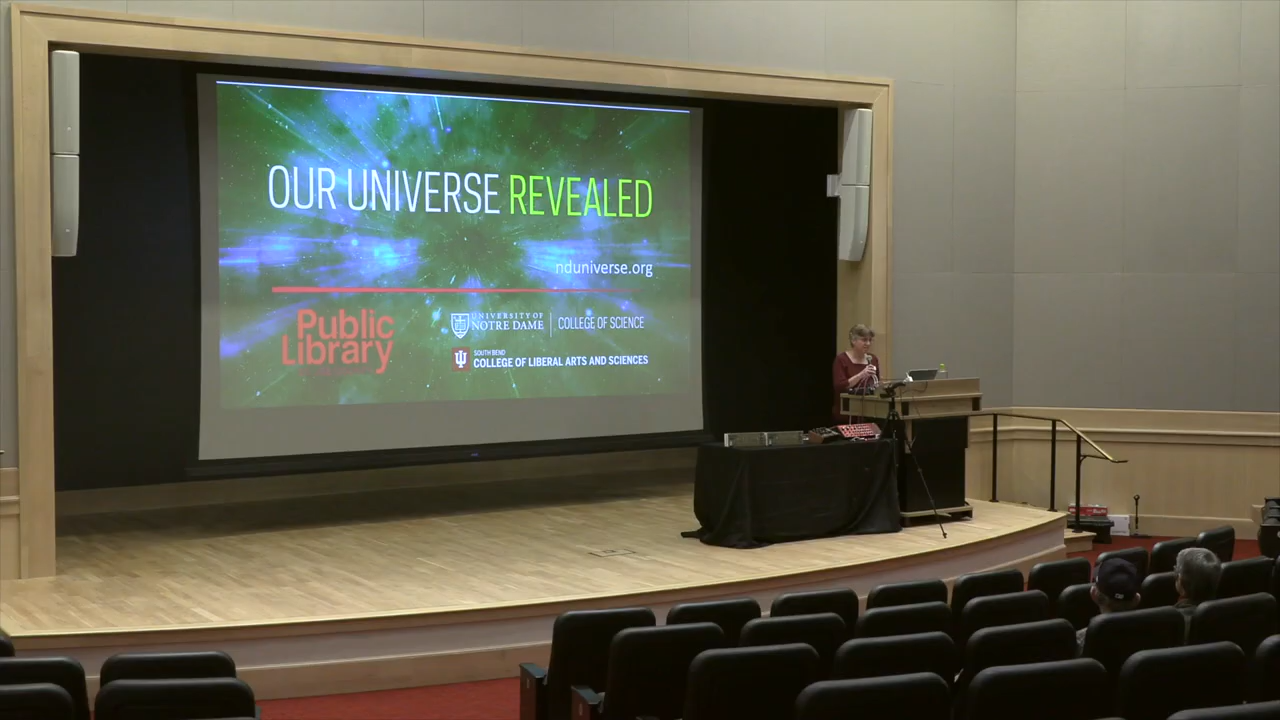 OUR UNIVERSE REVEALED
nduniverse.org
Public
Library
UNIVERSITY OF
NOTRE DAME
COLLEGE OF SCIENCE
SOUTH BEND
COLLEGE OF LIBERAL ARTS AND SCIENCES